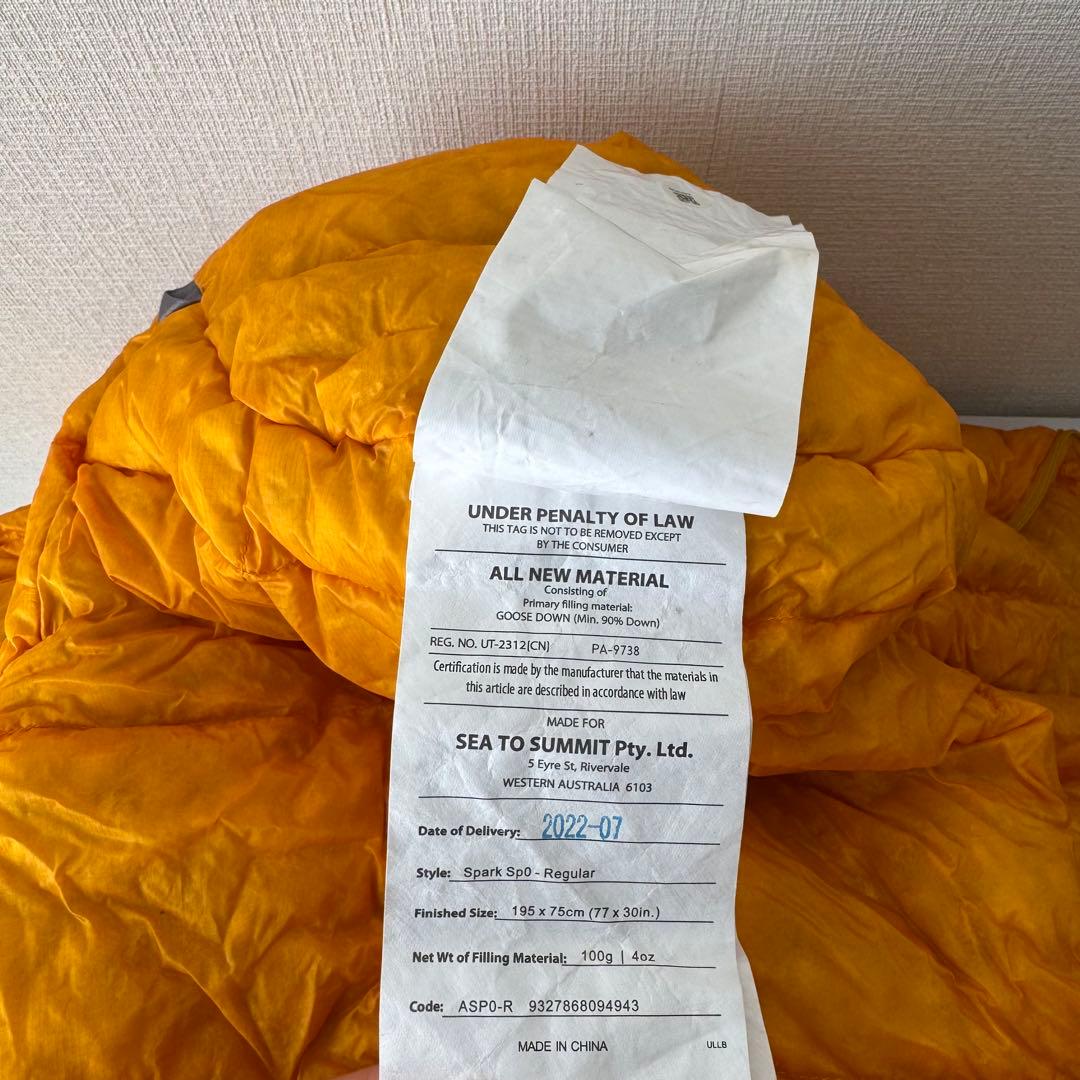 UNDER PENALTY OF LAW
THIS TAG IS NOT TO BE REMOVED EXCEPT
BY THE CONSUMER
ALL NEW MATERIAL
Consisting of
Primary filling material:
GOOSE DOWN (Min. 90% Down)
REG. NO. UT-2312(CN) PA-9738
Certification is made by the manufacturer that the materials in
this article are described in accordance with law
MADE FOR
SEA TO SUMMIT Pty. Ltd.
5 Eyre St, Rivervale
WESTERN AUSTRALIA 6103
Date of Delivery: 2022-07
Style: Spark Sp0 - Regular
Finished Size: 195 x 75cm (77 x 30in.)
Net Wt of Filling Material: 100g | 4oz
Code: ASP0-R 9327868094943
MADE IN CHINA ULLB